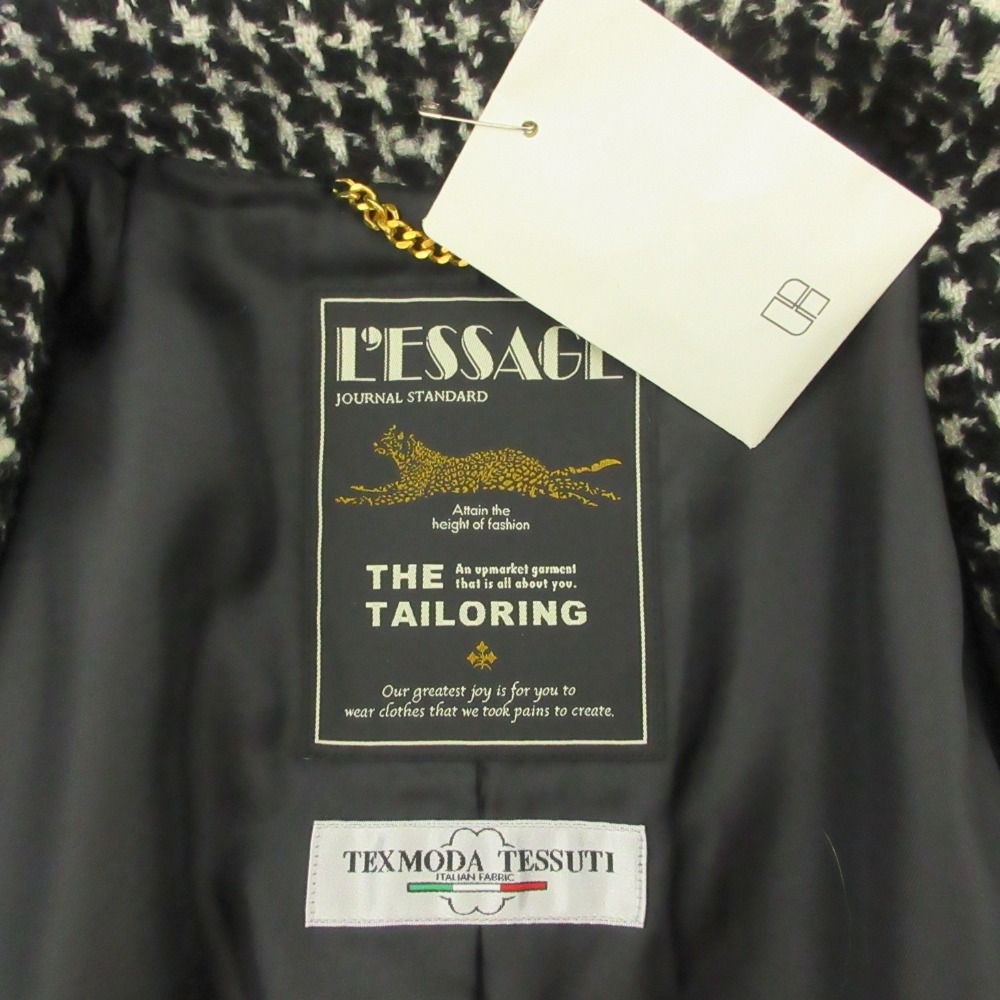 L'ESSAGE
JOURNAL STANDARD
Attain the
height of fashion
THE An upmarket garment
that is all about you.
TAILORING
Our greatest joy is for you to
wear clothes that we took pains to create.
TEXMODA TESSUTI
ITALIAN FABRIC